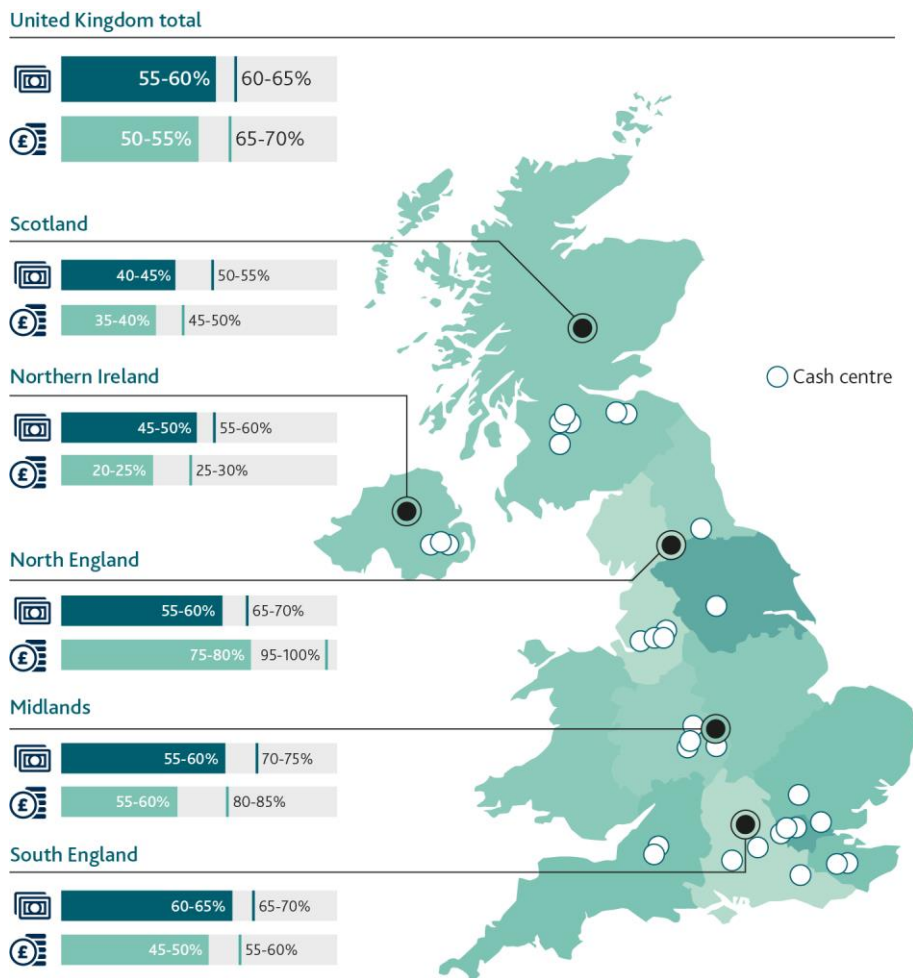 United Kingdom total
55-60% 60-65%
£ 50-55% 65-70%
Scotland
40-45% 50-55%
£ 35-40% 45-50%
Northern Ireland
Cash centre
45-50% 55-60%
£ 20-25% 25-30%
North England
55-60% 65-70%
£ 75-80% 95-100%
Midlands
55-60% 70-75%
£ 55-60% 80-85%
South England
60-65% 65-70%
£ 45-50% 55-60%